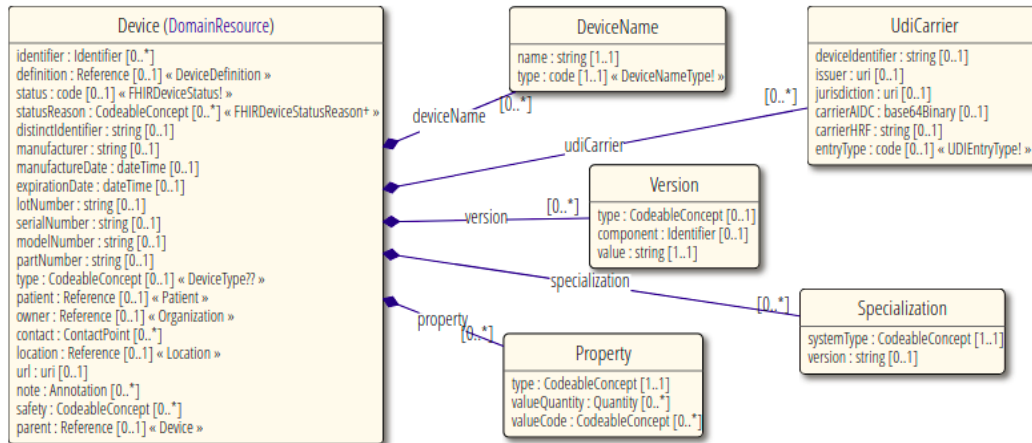 Device (DomainResource)
identifier : Identifier [0..*]
definition : Reference [0..1] « DeviceDefinition »
status : code [0..1] « FHIRDeviceStatus! »
statusReason : CodeableConcept [0..*] « FHIRDeviceStatusReason+ »
distinctIdentifier : string [0..1]
manufacturer : string [0..1]
manufactureDate : dateTime [0..1]
expirationDate : dateTime [0..1]
lotNumber : string [0..1]
serialNumber : string [0..1]
modelNumber : string [0..1]
partNumber : string [0..1]
type : CodeableConcept [0..1] « DeviceType?? »
patient : Reference [0..1] « Patient »
owner : Reference [0..1] « Organization »
contact : ContactPoint [0..*]
location : Reference [0..1] « Location »
url : uri [0..1]
note : Annotation [0..*]
safety : CodeableConcept [0..*]
parent : Reference [0..1] « Device »
DeviceName
name : string [1..1]
type : code [1..1] « DeviceNameType! »
[0..*]
deviceName
UdiCarrier
deviceIdentifier : string [0..1]
issuer : uri [0..1]
jurisdiction : uri [0..1]
carrierAIDC : base64Binary [0..1]
carrierHRF : string [0..1]
entryType : code [0..1] « UDIEntryType! »
[0..*]
udiCarrier
Version
type : CodeableConcept [0..1]
component : Identifier [0..1]
value : string [1..1]
[0..*]
version
specialization
[0..*]
Specialization
systemType : CodeableConcept [1..1]
version : string [0..1]
property
[0..*]
Property
type : CodeableConcept [1..1]
valueQuantity : Quantity [0..*]
valueCode : CodeableConcept [0..*]